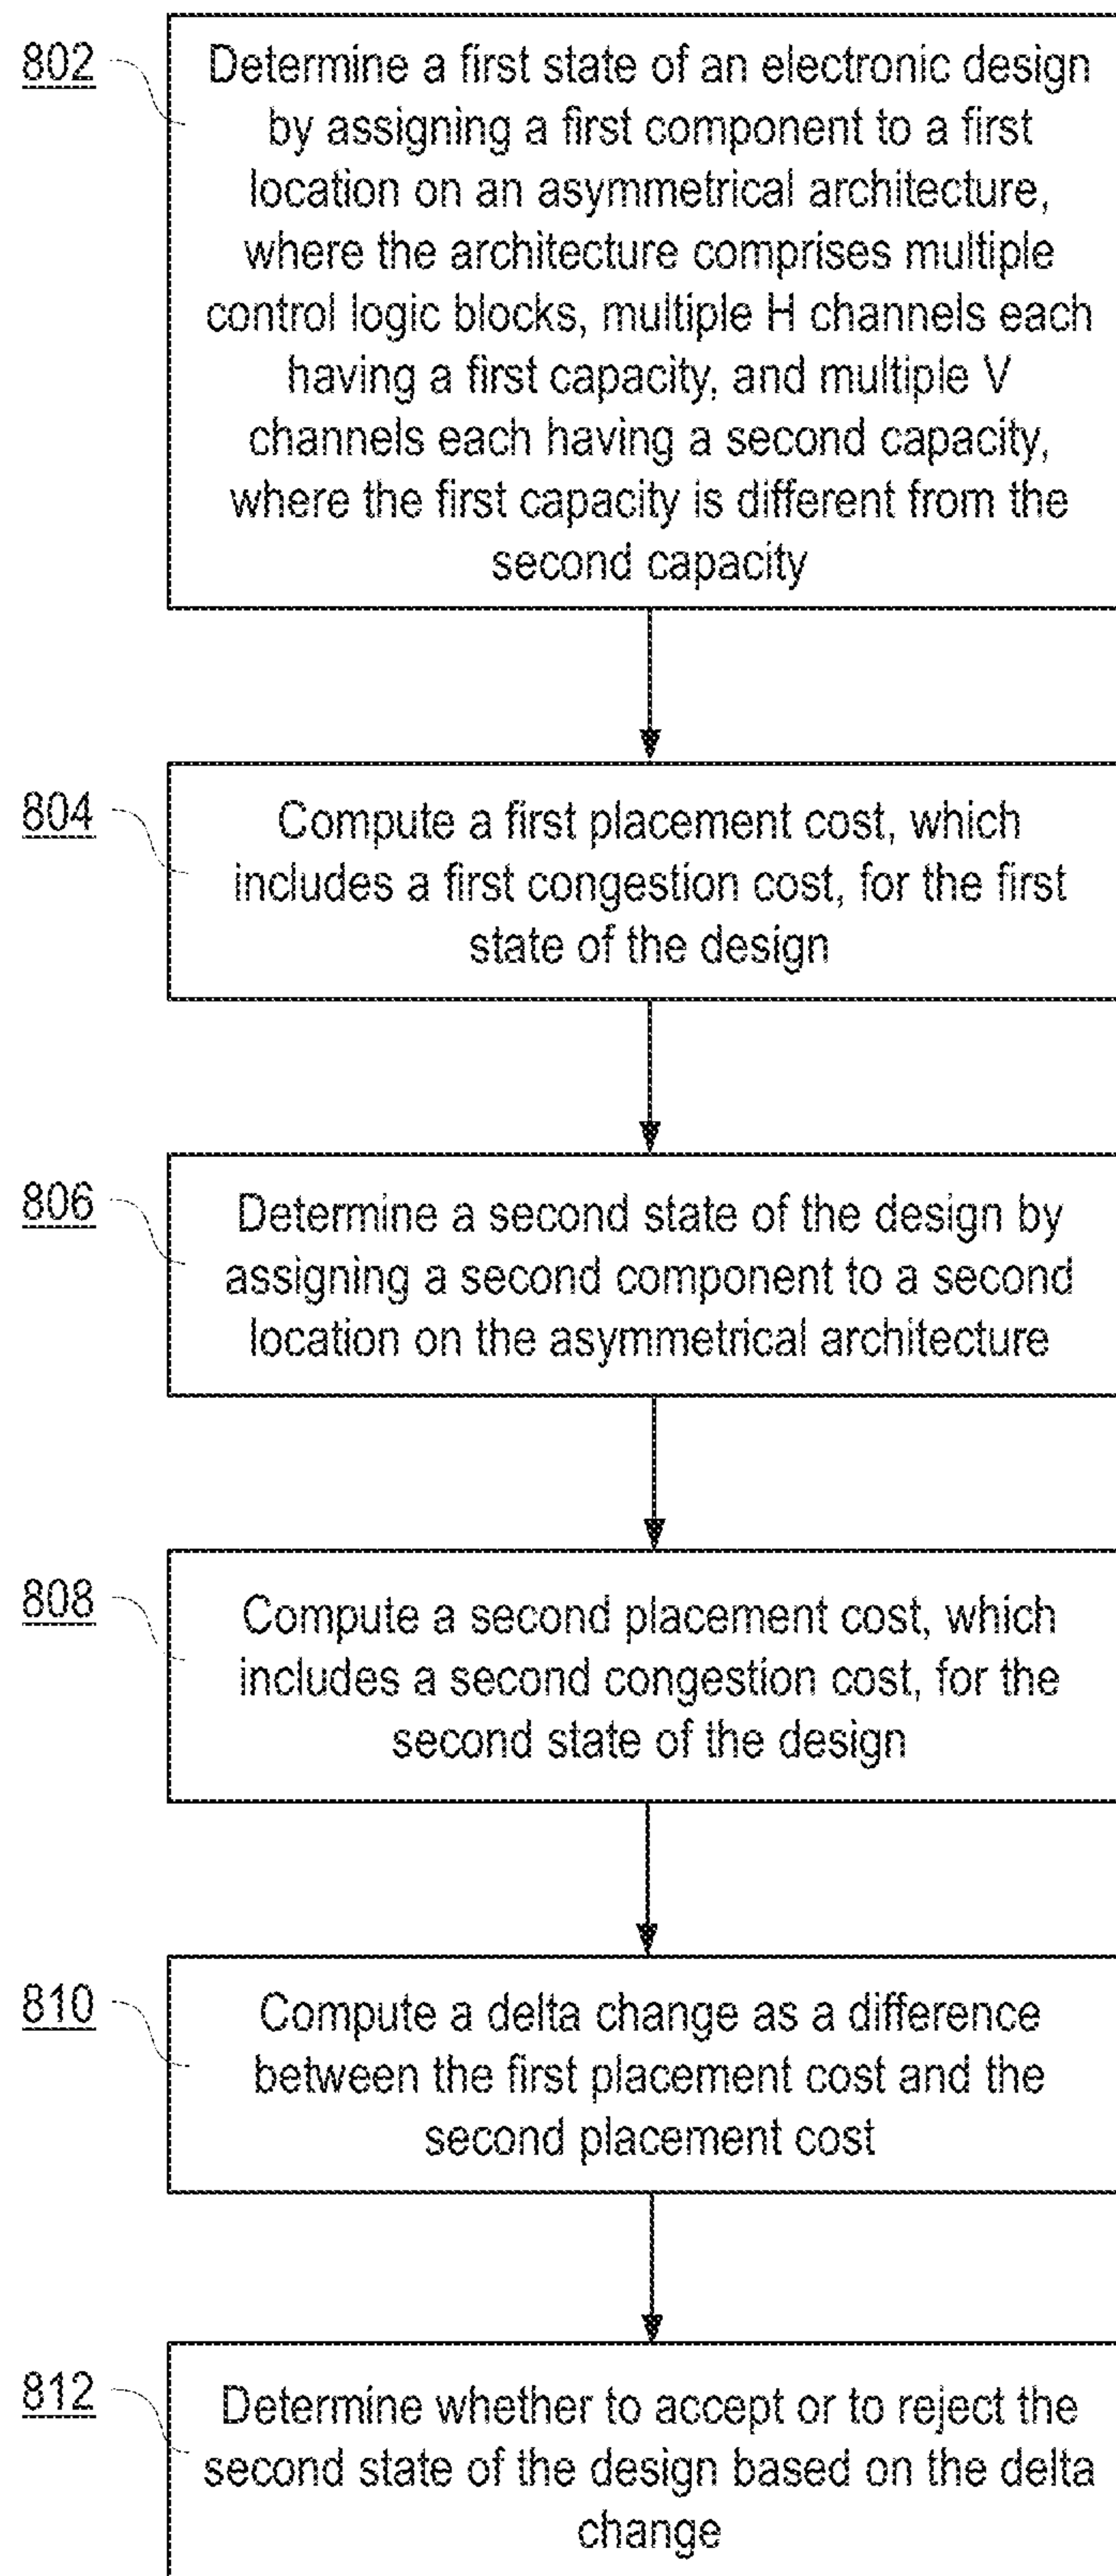 802
Determine a first state of an electronic design
by assigning a first component to a first
location on an asymmetrical architecture,
where the architecture comprises multiple
control logic blocks, multiple H channels each
having a first capacity, and multiple V
channels each having a second capacity,
where the first capacity is different from the
second capacity
804
Compute a first placement cost, which
includes a first congestion cost, for the first
state of the design
806
Determine a second state of the design by
assigning a second component to a second
location on the asymmetrical architecture
808
Compute a second placement cost, which
includes a second congestion cost, for the
second state of the design
810
Compute a delta change as a difference
between the first placement cost and the
second placement cost
812
Determine whether to accept or to reject the
second state of the design based on the delta
change